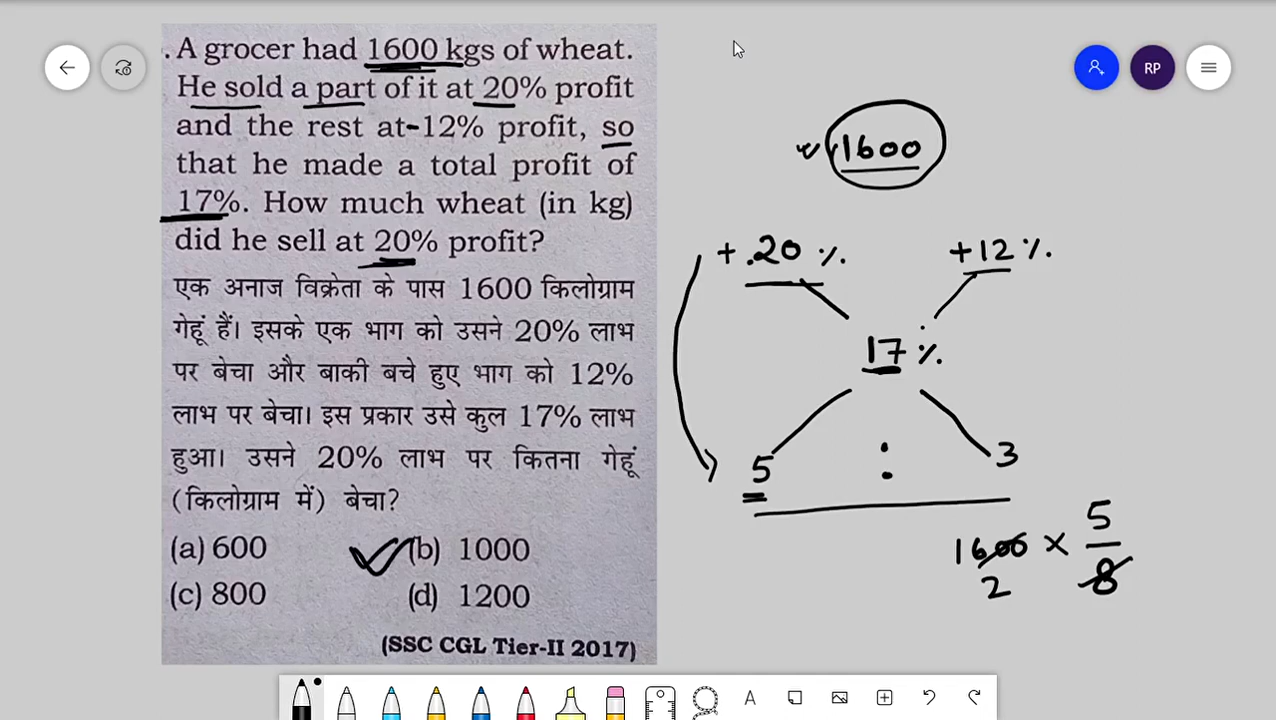 . A grocer had 1600 kgs of wheat.
He sold a part of it at 20% profit
and the rest at 12% profit, so
that he made a total profit of
17%. How much wheat (in kg)
did he sell at 20% profit?
एक अनाज विक्रेता के पास 1600 किलोग्राम
गेहूं हैं। इसके एक भाग को उसने 20% लाभ
पर बेचा और बाकी बचे हुए भाग को 12%
लाभ पर बेचा। इस प्रकार उसे कुल 17% लाभ
हुआ। उसने 20% लाभ पर कितना गेहूं
(किलोग्राम में) बेचा?
(a) 600 (b) 1000
(c) 800 (d) 1200
(SSC CGL Tier-II 2017)
RP
1600
+ 20 % +12 %
17 %
5 : 3
1600 × 5/8
2
A